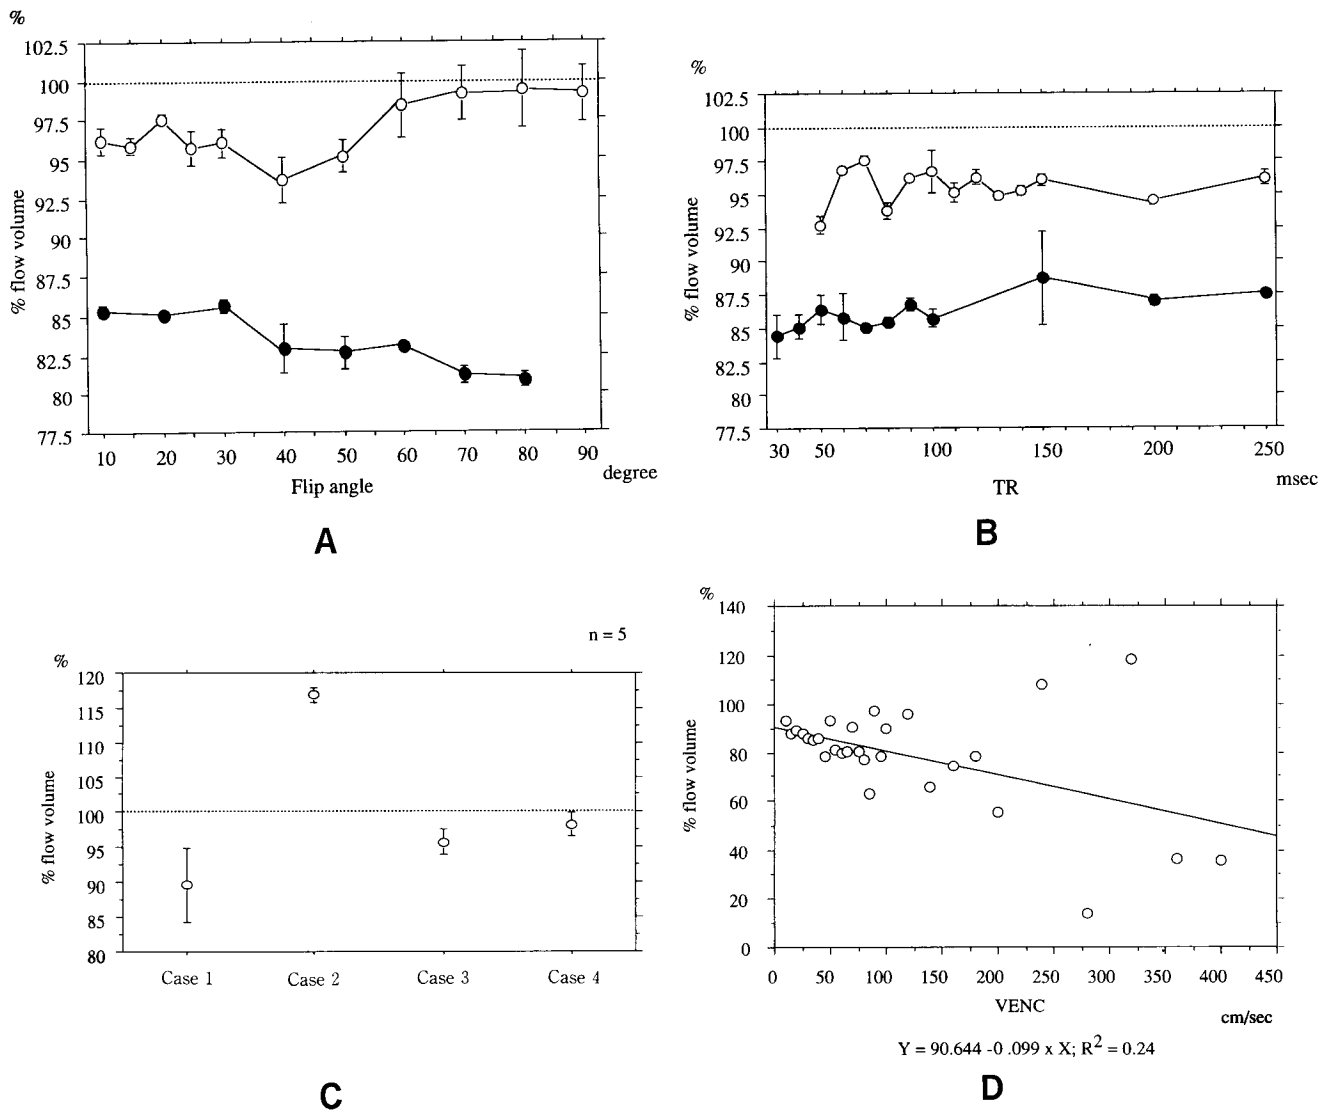 %
102.5
100
97.5
95
92.5
90
87.5
85
82.5
80
77.5
% flow volume
10 20 30 40 50 60 70 80 90
degree
Flip angle
A
%
102.5
100
97.5
95
92.5
90
87.5
85
82.5
80
77.5
% flow volume
30 50 100 150 200 250
msec
TR
B
n = 5
%
120
115
110
105
100
95
90
85
80
% flow volume
Case 1 Case 2 Case 3 Case 4
C
%
140
120
100
80
60
40
20
0
% flow volume
0 50 100 150 200 250 300 350 400 450
VENC
cm/sec
Y = 90.644 -0 .099 x X; R² = 0.24
D